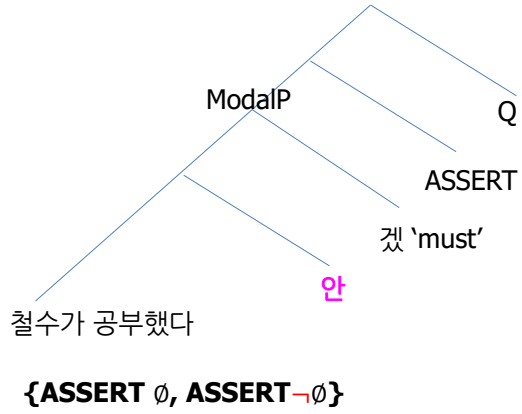 ModalP
Q
ASSERT
겠 ‘must’
안
철수가 공부했다
{ASSERT ∅, ASSERT¬∅}